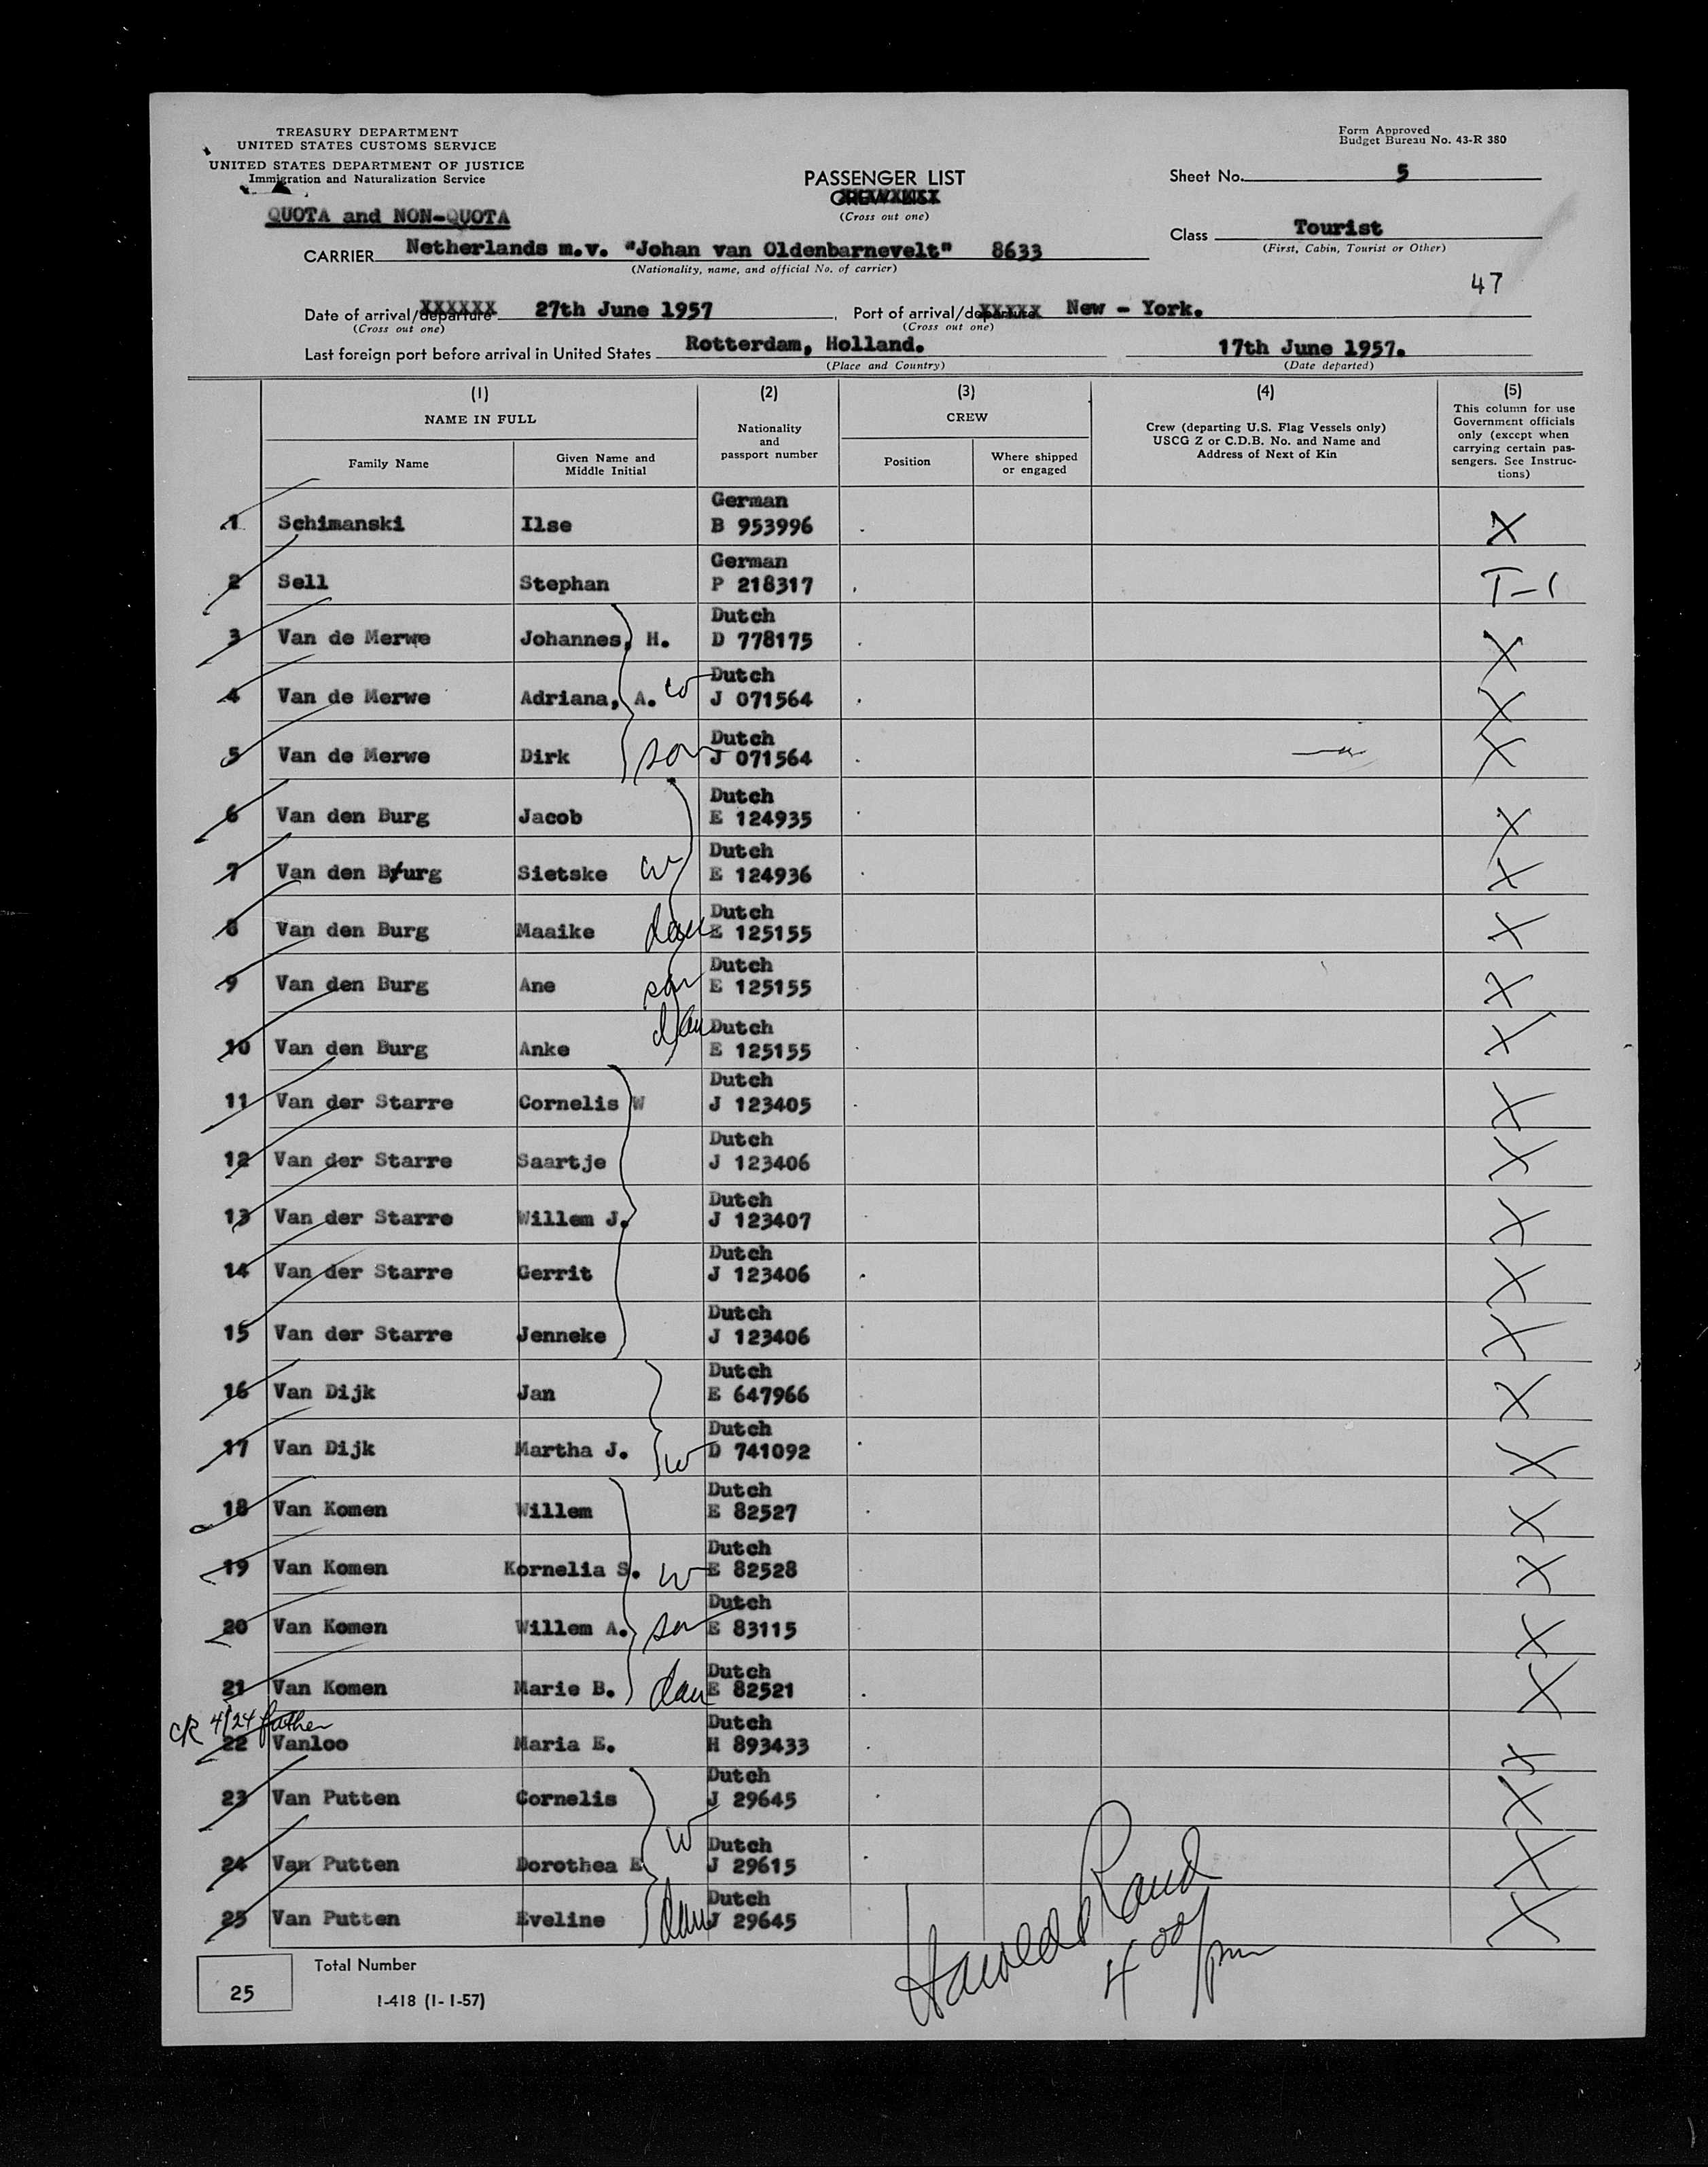 TREASURY DEPARTMENT
UNITED STATES CUSTOMS SERVICE
UNITED STATES DEPARTMENT OF JUSTICE
Immigration and Naturalization Service
QUOTA and NON-QUOTA
Form Approved
Budget Bureau No. 43-R 380
PASSENGER LIST
(Cross out one)
Sheet No. 5
Class Tourist
(First, Cabin, Tourist or Other)
CARRIER Netherlands m.v. "Johan van Oldenbarnevelt" 8633
(Nationality, name, and official No. of carrier)
47
Date of arrival/departure 27th June 1957 Port of arrival/departure New - York.
(Cross out one) (Cross out one)
Last foreign port before arrival in United States Rotterdam, Holland. 17th June 1957.
(Place and Country) (Date departed)
(1) (2) (3) (4) (5)
NAME IN FULL
Family Name
Given Name and Middle Initial
Nationality and passport number
CREW
Position
Where shipped or engaged
Crew (departing U.S. Flag Vessels only)
USCG Z or C.D.B. No. and Name and
Address of Next of Kin
This column for use
Government officials
only (except when
carrying certain pas-
sengers. See Instruc-
tions)
German
1 Schimanski Ilse B 953996 X
German
2 Sell Stephan P 218317 T-1
Dutch
3 Van de Merwe Johannes, H. D 778175 X
Dutch
4 Van de Merwe Adriana, A. w J 071564 X
Dutch
5 Van de Merwe Dirk son J 071564 X
Dutch
6 Van den Burg Jacob E 124935 X
Dutch
7 Van den Burg Sietske w E 124936 X
Dutch
8 Van den Burg Maaike dau E 125155 X
Dutch
9 Van den Burg Ane son E 125155 X
Dutch
10 Van den Burg Anke dau E 125155 X
Dutch
11 Van der Starre Cornelis W J 123405 X
Dutch
12 Van der Starre Saartje J 123406 X
Dutch
13 Van der Starre Willem J. J 123407 X
Dutch
14 Van der Starre Gerrit J 123406 X
Dutch
15 Van der Starre Jenneke J 123406 X
Dutch
16 Van Dijk Jan E 647966 X
Dutch
17 Van Dijk Martha J. w D 741092 X
Dutch
18 Van Komen Willem E 82527 X
Dutch
19 Van Komen Kornelia S. w E 82528 X
Dutch
20 Van Komen Willem A. son E 83115 X
Dutch
21 Van Komen Marie B. dau E 82521 X
C/R 4/24 father
Dutch
22 Vanloo Maria E. H 893433 X
Dutch
23 Van Putten Cornelis J 29645 X
Dutch
24 Van Putten Dorothea E w J 29615 X
Dutch
25 Van Putten Eveline dau J 29645 X
Harold Rand
4 00/pm
25 Total Number
I-418 (1-1-57)